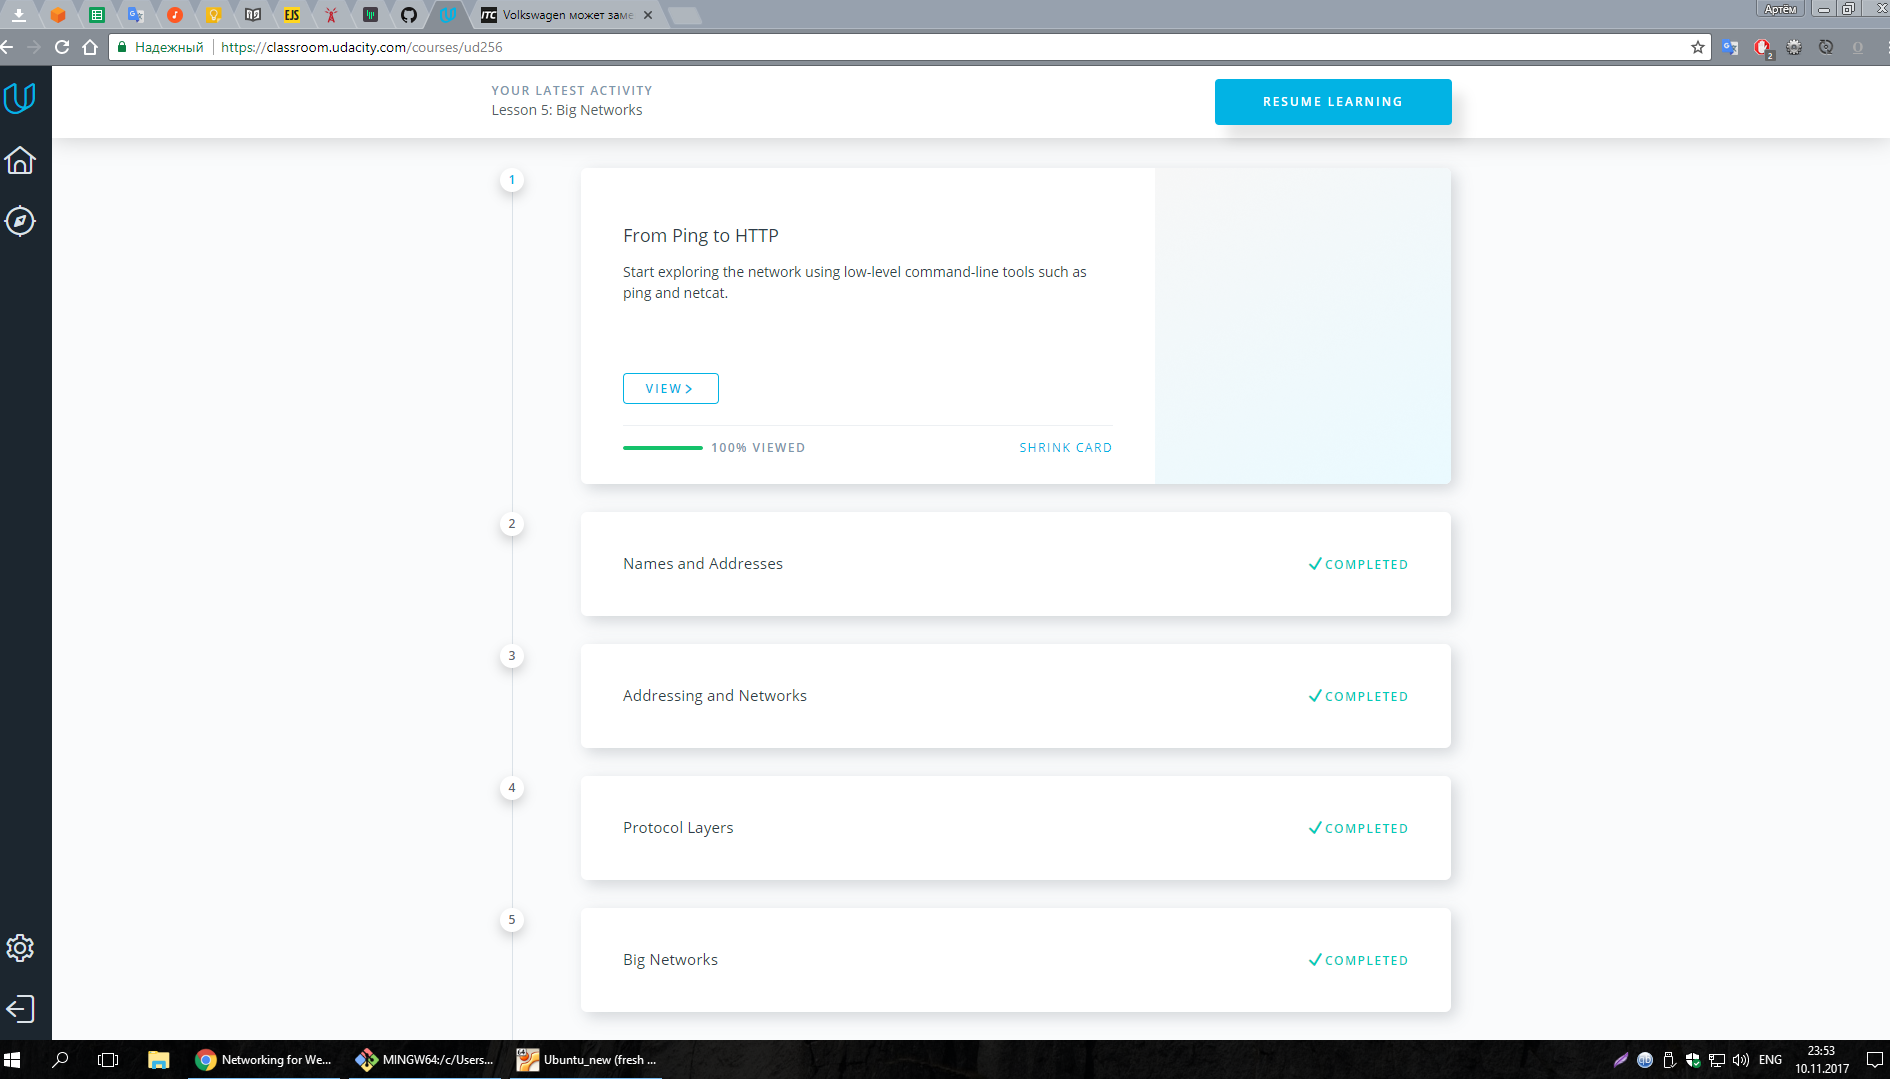 EJS
ITC Volkswagen может заме
Артём
Надежный https://classroom.udacity.com/courses/ud256
2
YOUR LATEST ACTIVITY
Lesson 5: Big Networks
RESUME LEARNING
1
From Ping to HTTP
Start exploring the network using low-level command-line tools such as
ping and netcat.
VIEW >
100% VIEWED
SHRINK CARD
2
Names and Addresses
COMPLETED
3
Addressing and Networks
COMPLETED
4
Protocol Layers
COMPLETED
5
Big Networks
COMPLETED
Networking for We...
MINGW64:/c/Users...
Ubuntu_new (fresh ...
ENG
23:53
10.11.2017